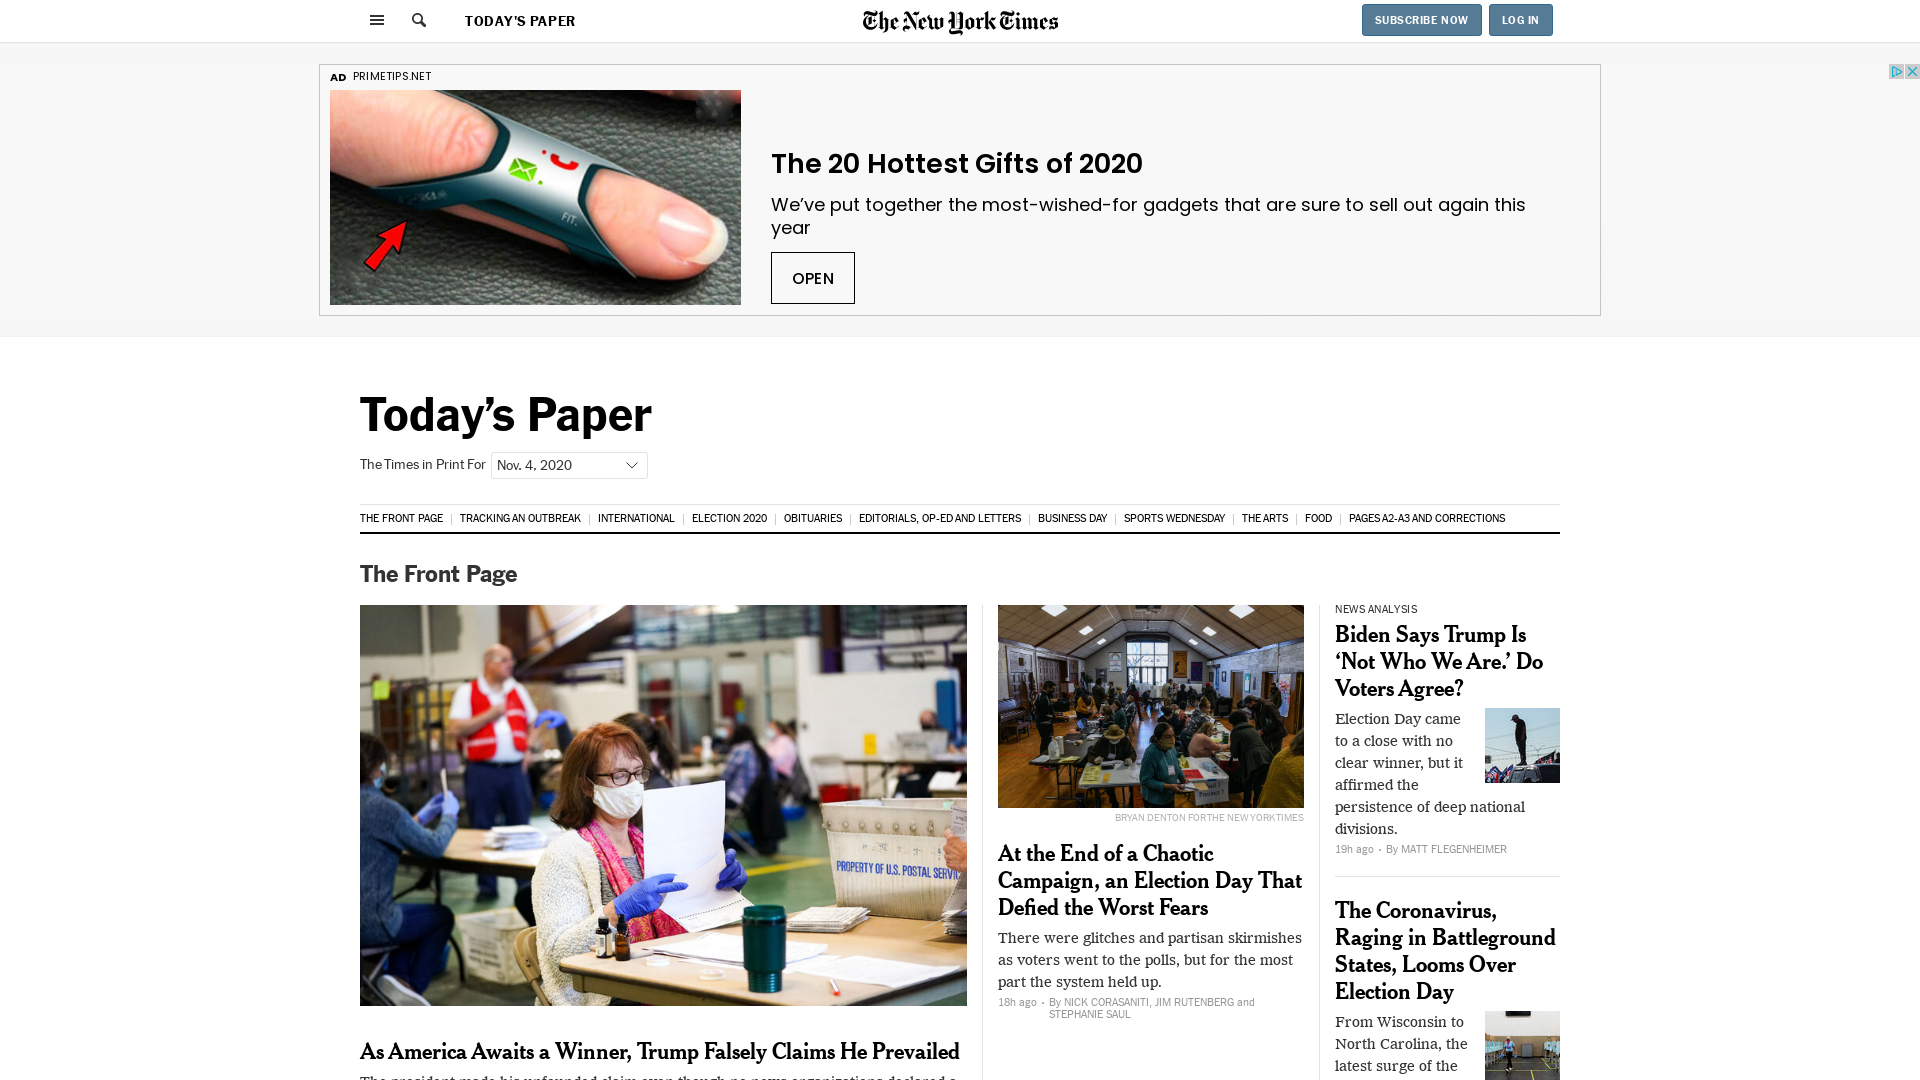 TODAY'S PAPER
The New York Times
SUBSCRIBE NOW
LOG IN
AD PRIMETIPS.NET
FIT.
The 20 Hottest Gifts of 2020
We've put together the most-wished-for gadgets that are sure to sell out again this
year
OPEN
Today's Paper
The Times in Print For Nov. 4, 2020
THE FRONT PAGE | TRACKING AN OUTBREAK | INTERNATIONAL | ELECTION 2020 | OBITUARIES | EDITORIALS, OP-ED AND LETTERS | BUSINESS DAY | SPORTS WEDNESDAY | THE ARTS | FOOD | PAGES A2-A3 AND CORRECTIONS
The Front Page
PROPERTY OF U.S. POSTAL SERVIC
As America Awaits a Winner, Trump Falsely Claims He Prevailed
BRYAN DENTON FOR THE NEW YORK TIMES
At the End of a Chaotic
Campaign, an Election Day That
Defied the Worst Fears
There were glitches and partisan skirmishes
as voters went to the polls, but for the most
part the system held up.
18h ago • By NICK CORASANITI, JIM RUTENBERG and
STEPHANIE SAUL
NEWS ANALYSIS
Biden Says Trump Is
‘Not Who We Are.’ Do
Voters Agree?
Election Day came
to a close with no
clear winner, but it
affirmed the
persistence of deep national
divisions.
19h ago • By MATT FLEGENHEIMER
The Coronavirus,
Raging in Battleground
States, Looms Over
Election Day
From Wisconsin to
North Carolina, the
latest surge of the